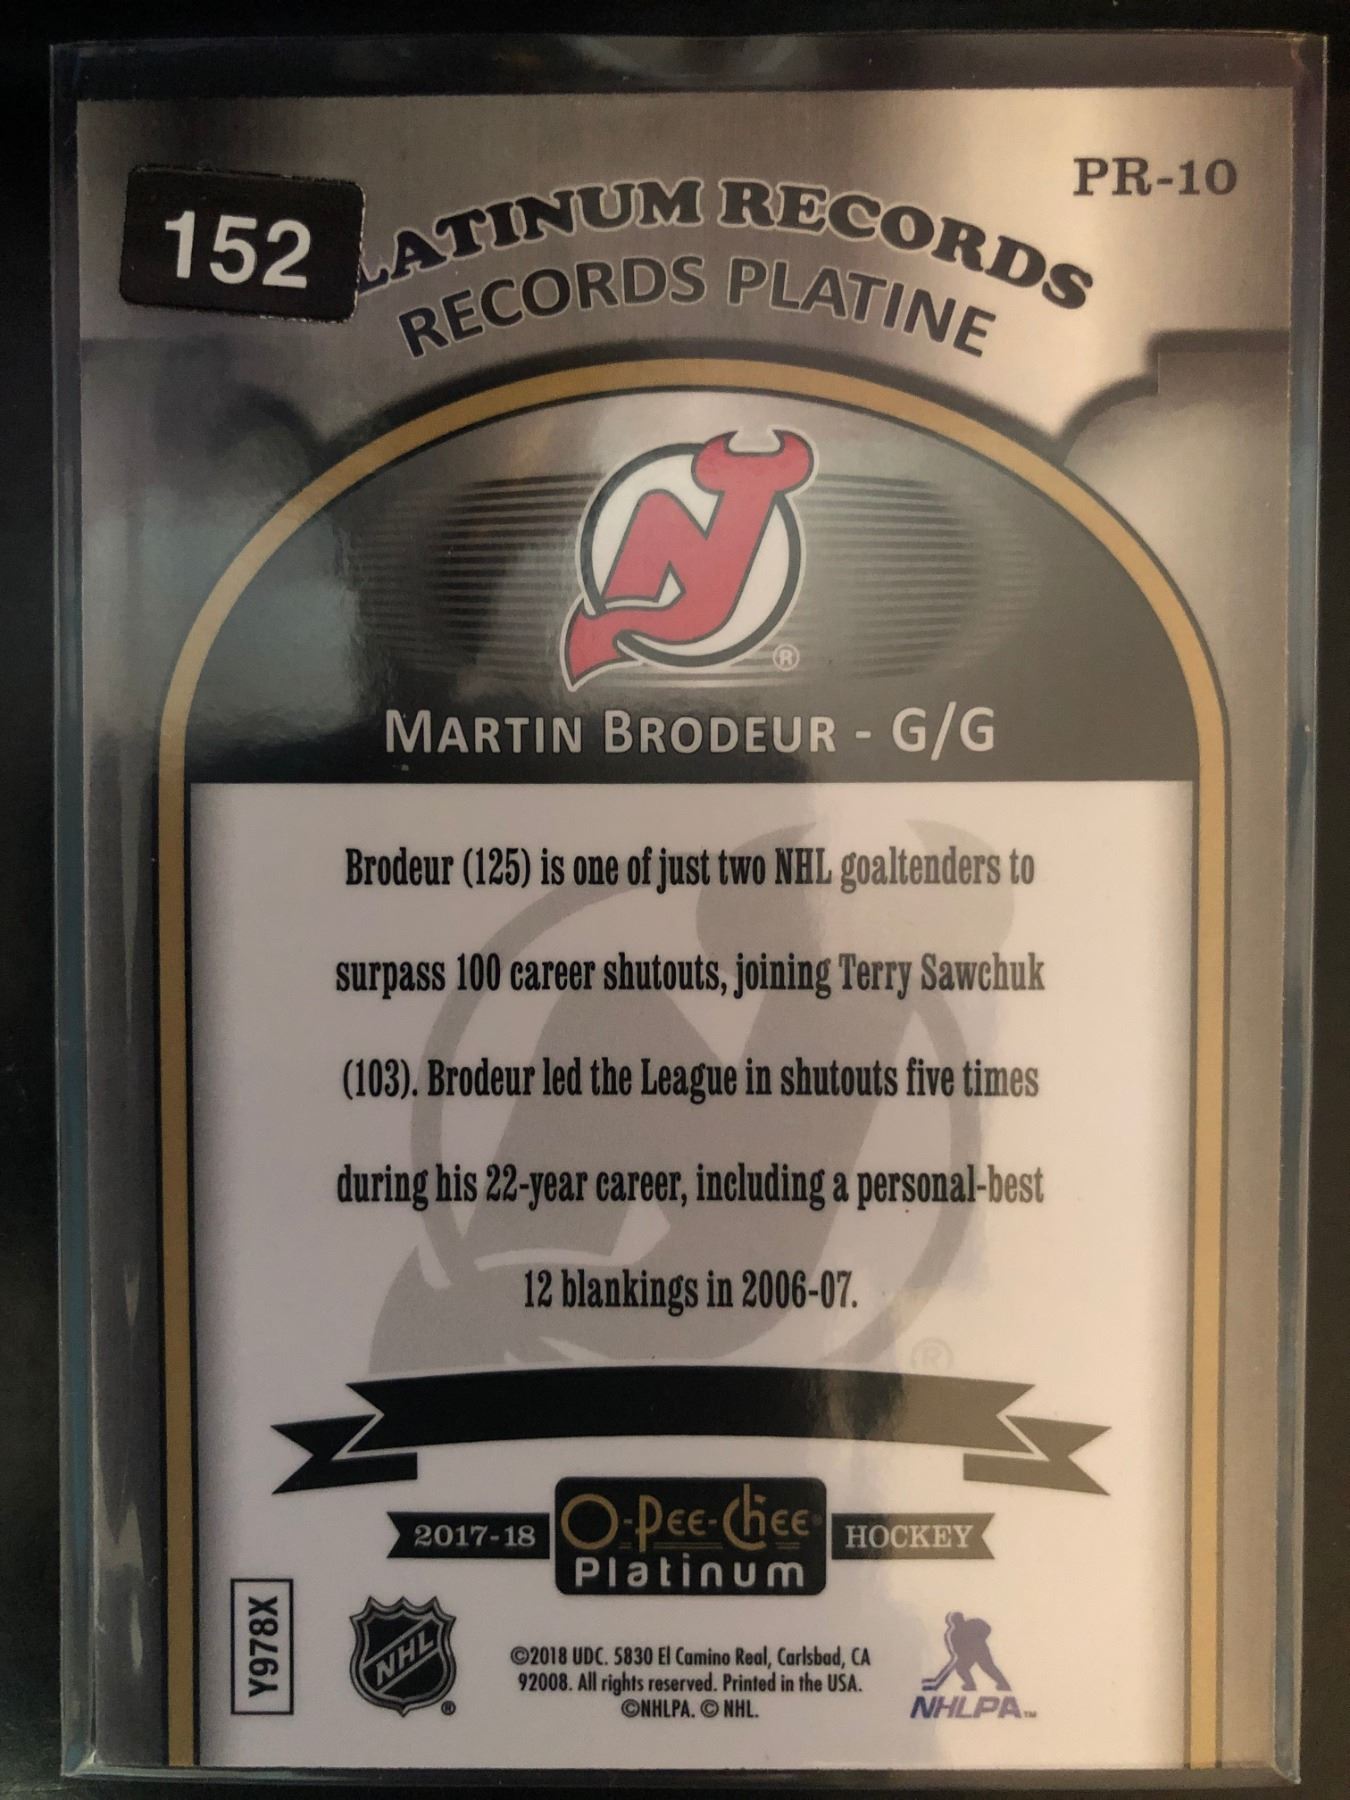 PR-10
152
LATINUM RECORDS
RECORDS PLATINE
NJ
®
MARTIN BRODEUR - G/G
Brodeur (125) is one of just two NHL goaltenders to
surpass 100 career shutouts, joining Terry Sawchuk
(103). Brodeur led the League in shutouts five times
during his 22-year career, including a personal-best
12 blankings in 2006-07.
®
2017-18 O-Pee-Chee® HOCKEY
Platinum
Y978X
NHL ®
©2018 UDC. 5830 El Camino Real, Carlsbad, CA
92008. All rights reserved. Printed in the USA.
©NHLPA. © NHL.
NHLPA.™